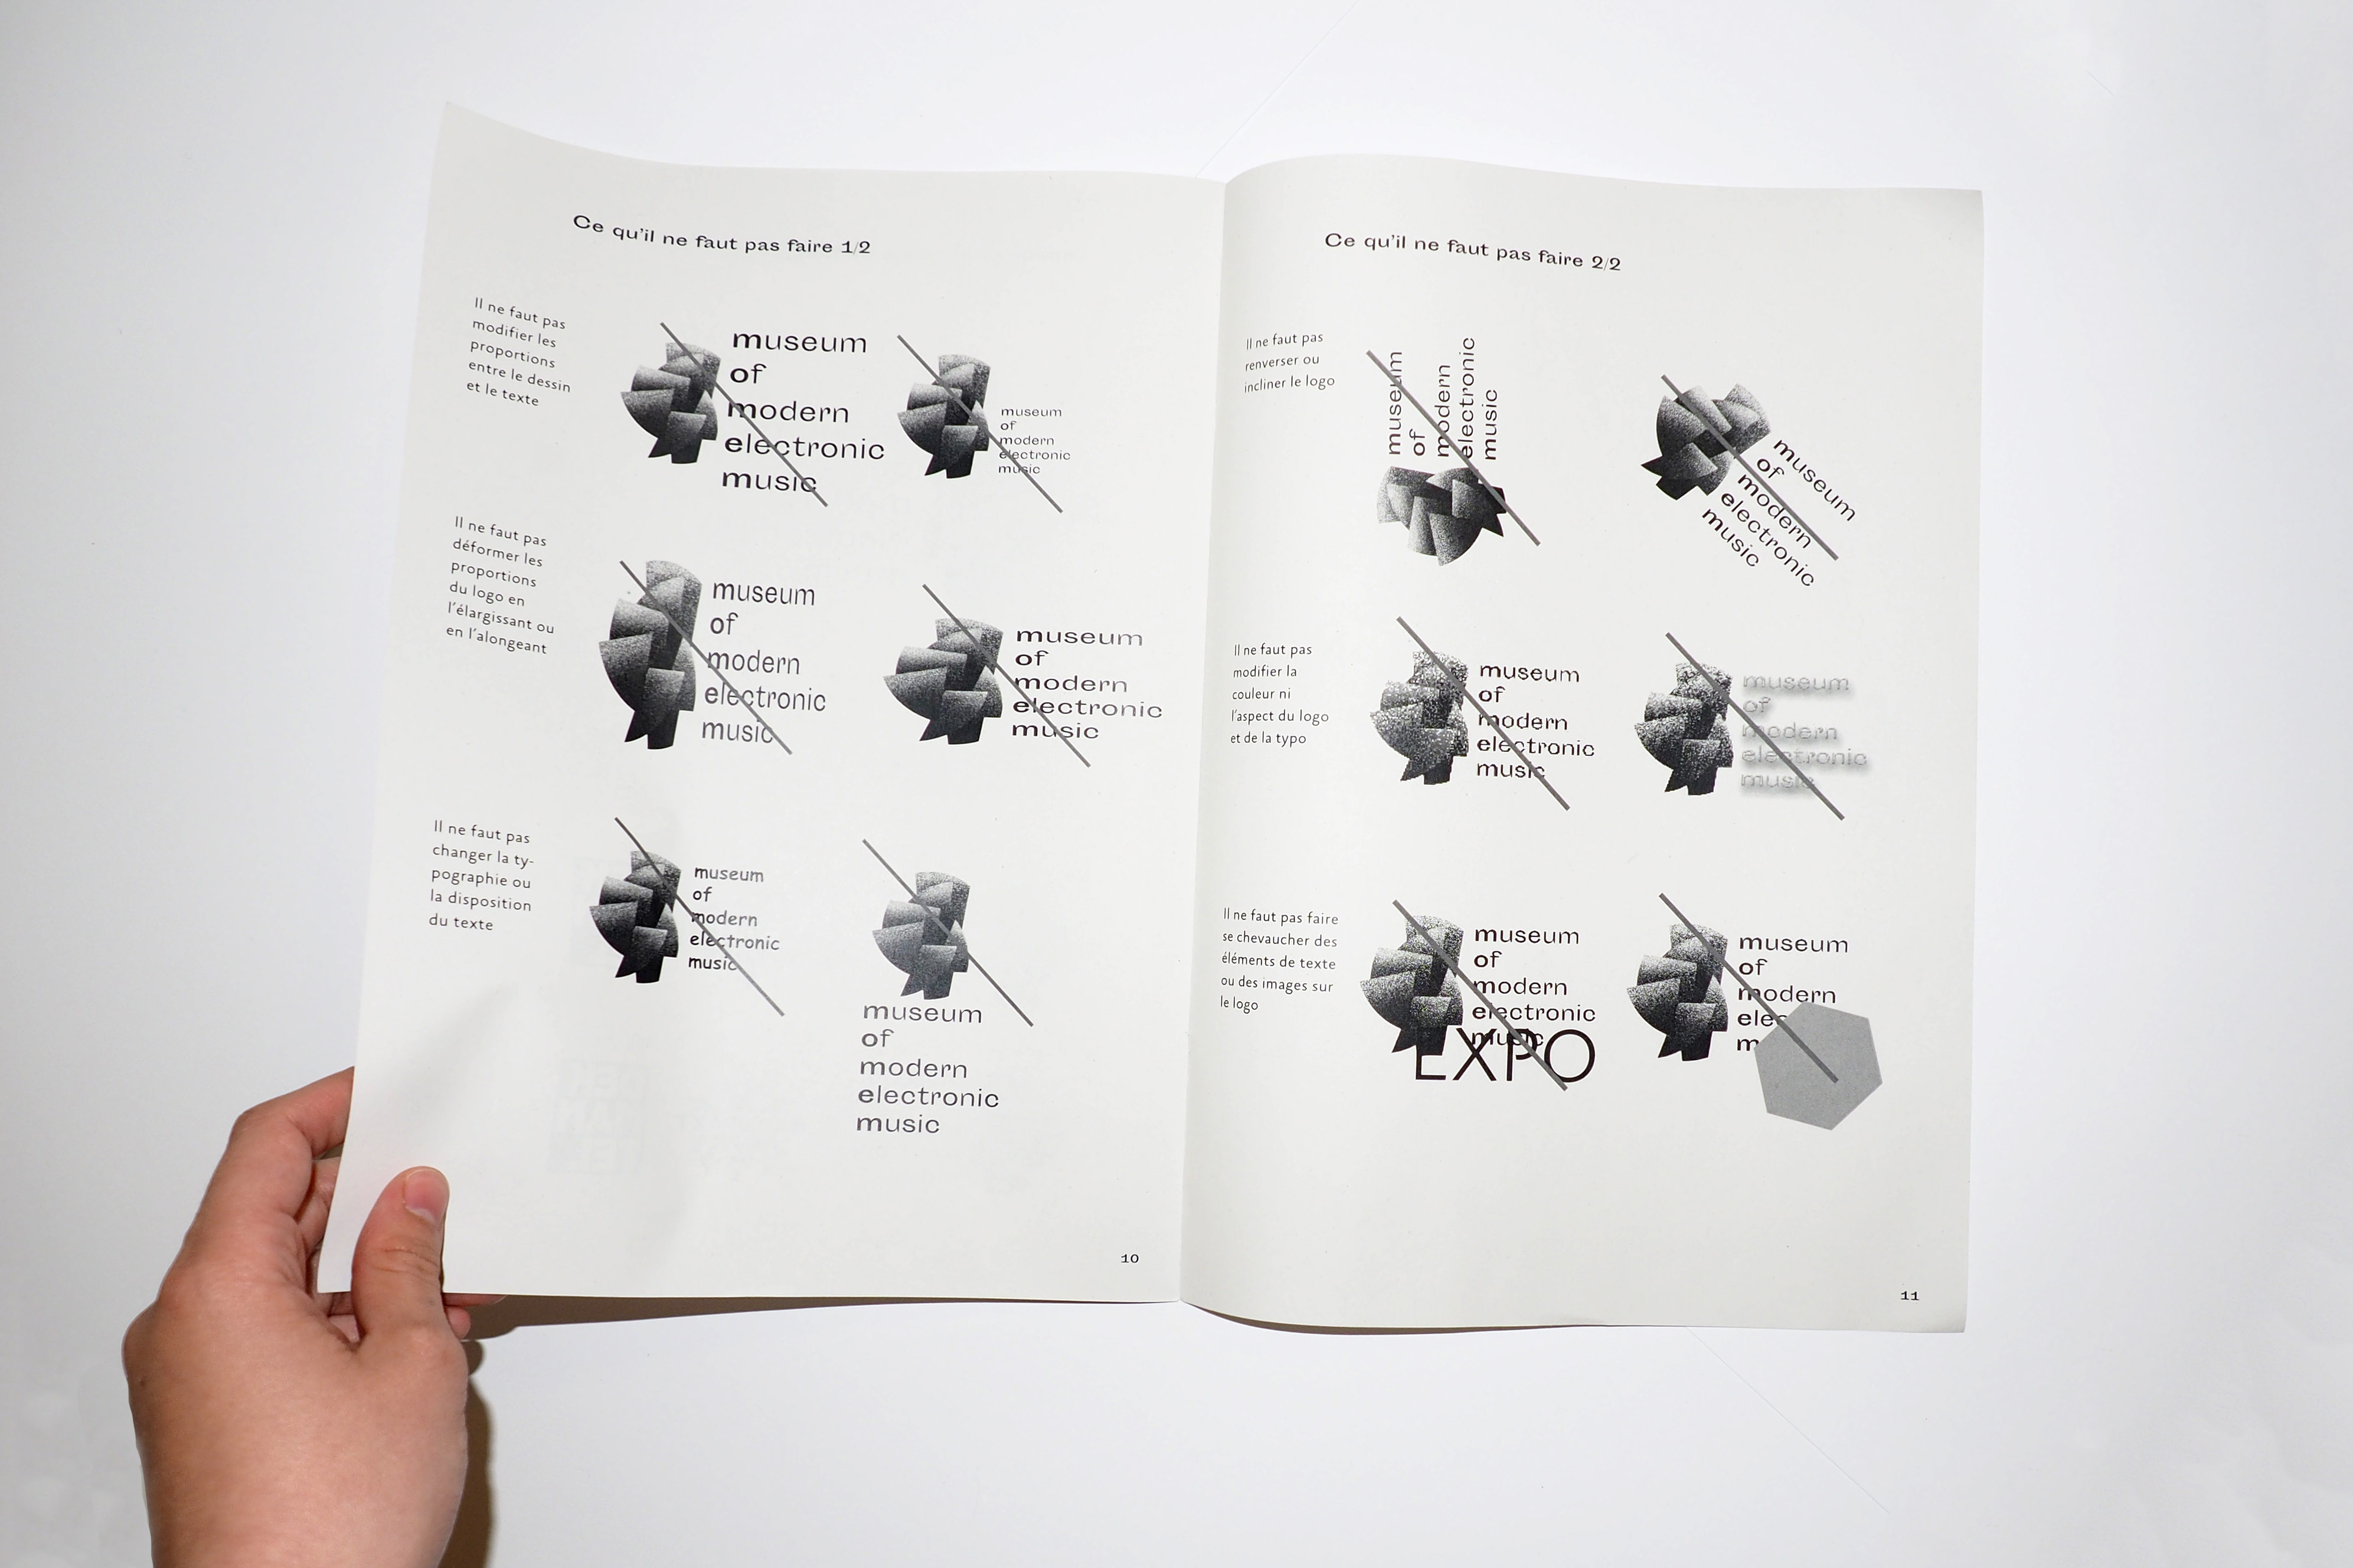 Ce qu'il ne faut pas faire 1/2
Il ne faut pas
modifier les
proportions
entre le dessin
et le texte
museum
of
modern
electronic
music
museum
of
modern
electronic
music
Il ne faut pas
déformer les
proportions
du logo en
l'élargissant ou
en l'alongeant
museum
of
modern
electronic
music
museum
of
modern
electronic
music
Il ne faut pas
changer la ty-
pographie ou
la disposition
du texte
museum
of
modern
electronic
music
museum
of
modern
electronic
music
10
Ce qu'il ne faut pas faire 2/2
Il ne faut pas
renverser ou
incliner le logo
museum
of
modern
electronic
music
museum
of
modern
electronic
music
Il ne faut pas
modifier la
couleur ni
l'aspect du logo
et de la typo
museum
of
modern
electronic
music
museum
of
modern
electronic
music
Il ne faut pas faire
se chevaucher des
éléments de texte
ou des images sur
le logo
museum
of
modern
electronic
music
EXPO
museum
of
modern
elec
m
11